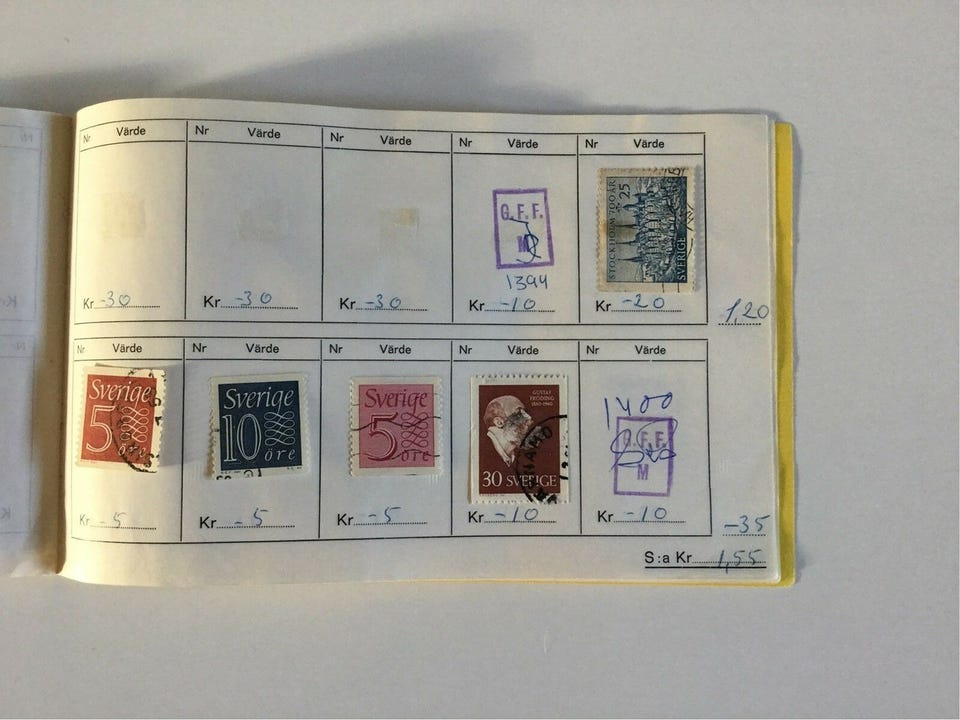 Nr Värde Nr Värde Nr Värde Nr Värde Nr Värde
G.F.F.
M
1394
STOCKHOLM 700 ÅR
25
SVERIGE
Kr -30 Kr -30 Kr -30 Kr -10 Kr -20 1,20
Nr Värde Nr Värde Nr Värde Nr Värde Nr Värde
Sverige
5
öre
Sverige
10
öre
Sverige
5
öre
GUSTAF
FRÖDING
1860-1960
30 SVERIGE
1400
G.F.F.
M
Kr -5 Kr -5 Kr -5 Kr -10 Kr -10 -35
S:a Kr 1,55